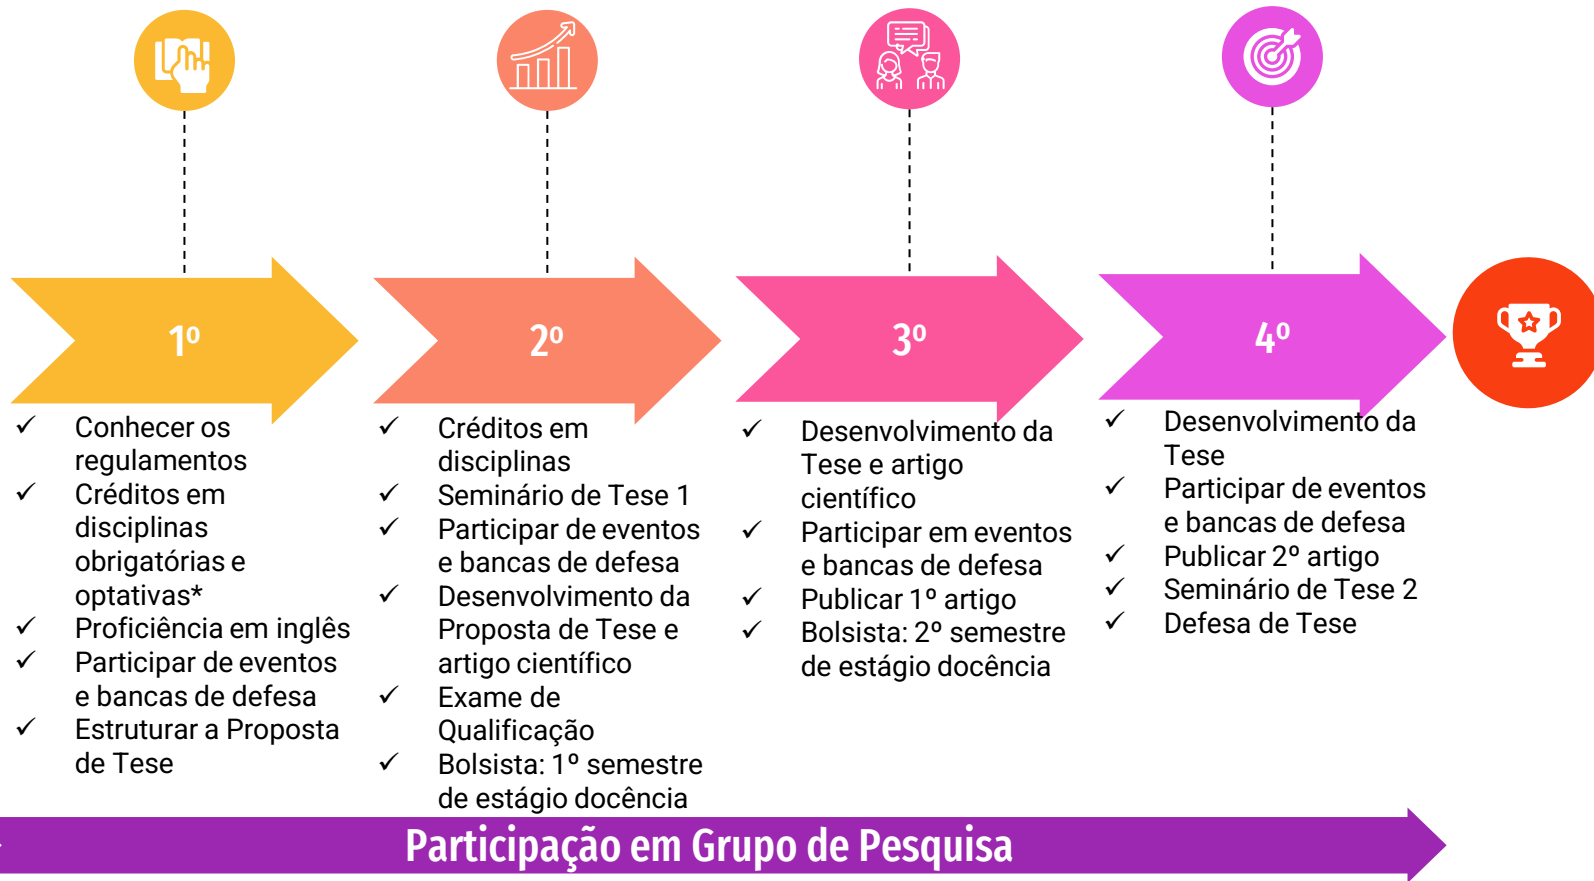 1º
✓ Conhecer os
regulamentos
✓ Créditos em
disciplinas
obrigatórias e
optativas*
✓ Proficiência em inglês
✓ Participar de eventos
e bancas de defesa
✓ Estruturar a Proposta
de Tese
2º
✓ Créditos em
disciplinas
✓ Seminário de Tese 1
✓ Participar de eventos
e bancas de defesa
✓ Desenvolvimento da
Proposta de Tese e
artigo científico
✓ Exame de
Qualificação
✓ Bolsista: 1º semestre
de estágio docência
3º
✓ Desenvolvimento da
Tese e artigo
científico
✓ Participar em eventos
e bancas de defesa
✓ Publicar 1º artigo
✓ Bolsista: 2º semestre
de estágio docência
4º
✓ Desenvolvimento da
Tese
✓ Participar de eventos
e bancas de defesa
✓ Publicar 2º artigo
✓ Seminário de Tese 2
✓ Defesa de Tese
Participação em Grupo de Pesquisa